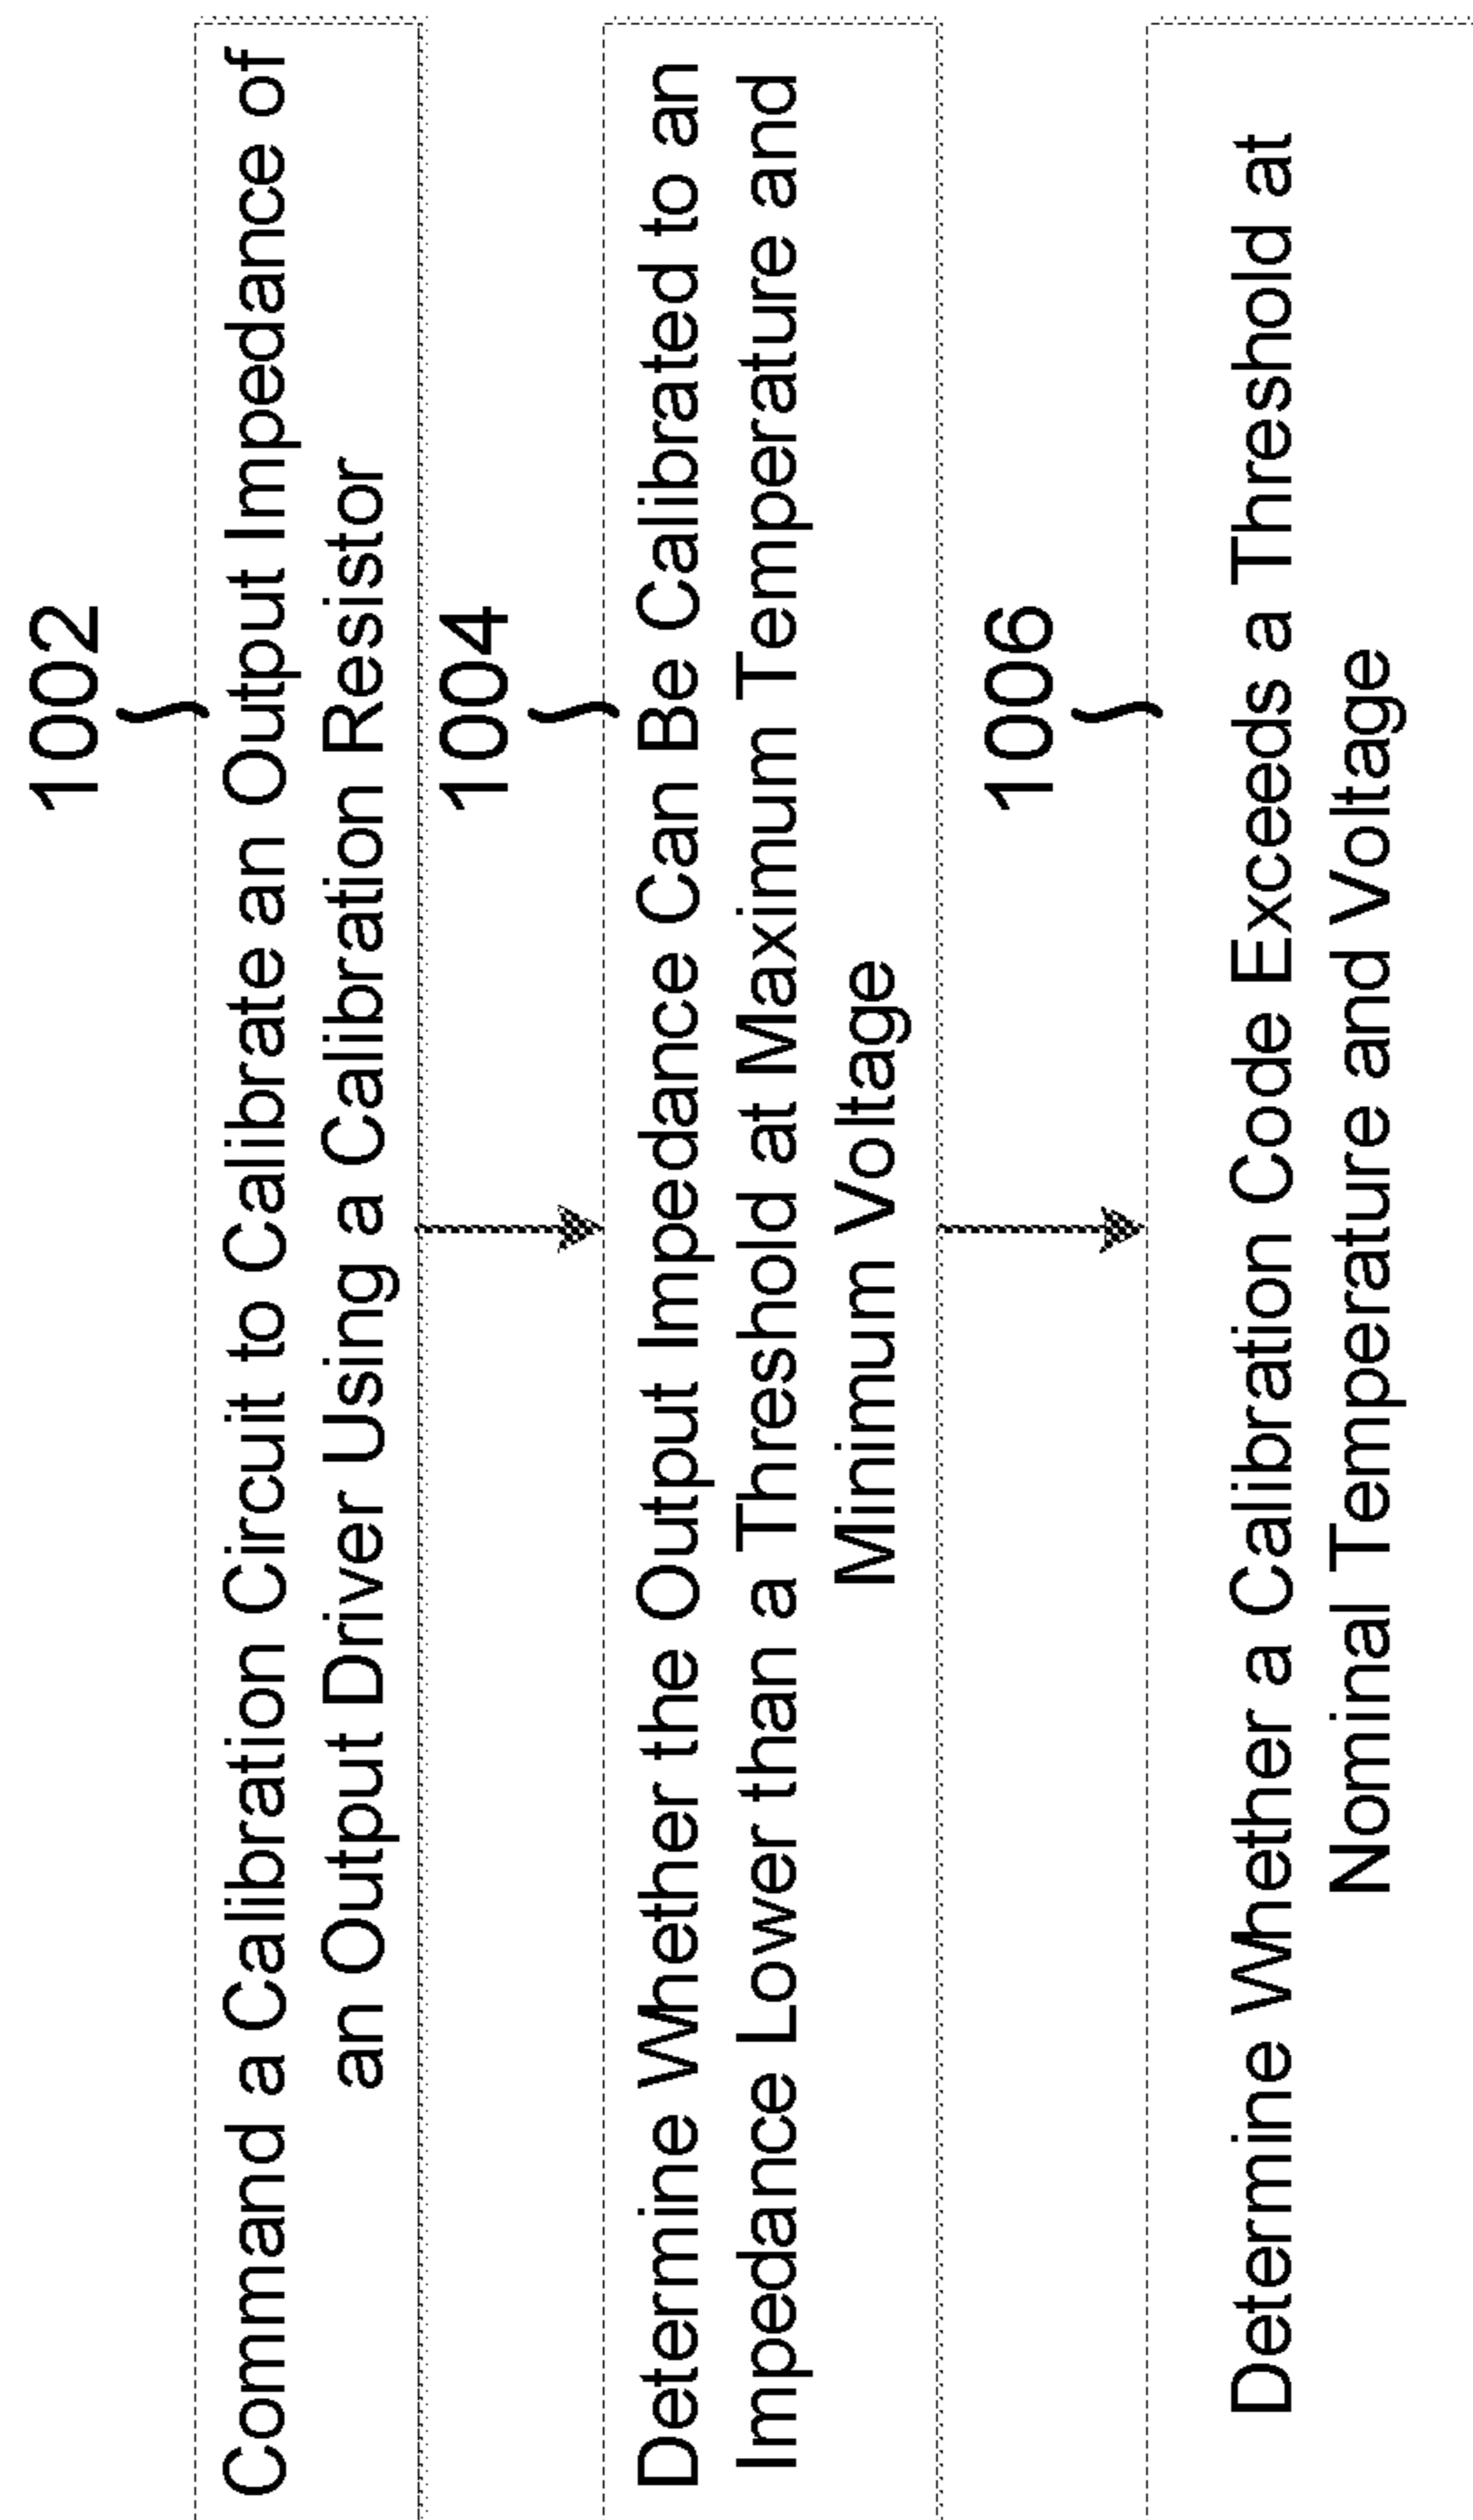 1002
Command a Calibration Circuit to Calibrate an Output Impedance of
an Output Driver Using a Calibration Resistor
1004
Determine Whether the Output Impedance Can Be Calibrated to an
Impedance Lower than a Threshold at Maximum Temperature and
Minimum Voltage
1006
Determine Whether a Calibration Code Exceeds a Threshold at
Nominal Temperature and Voltage